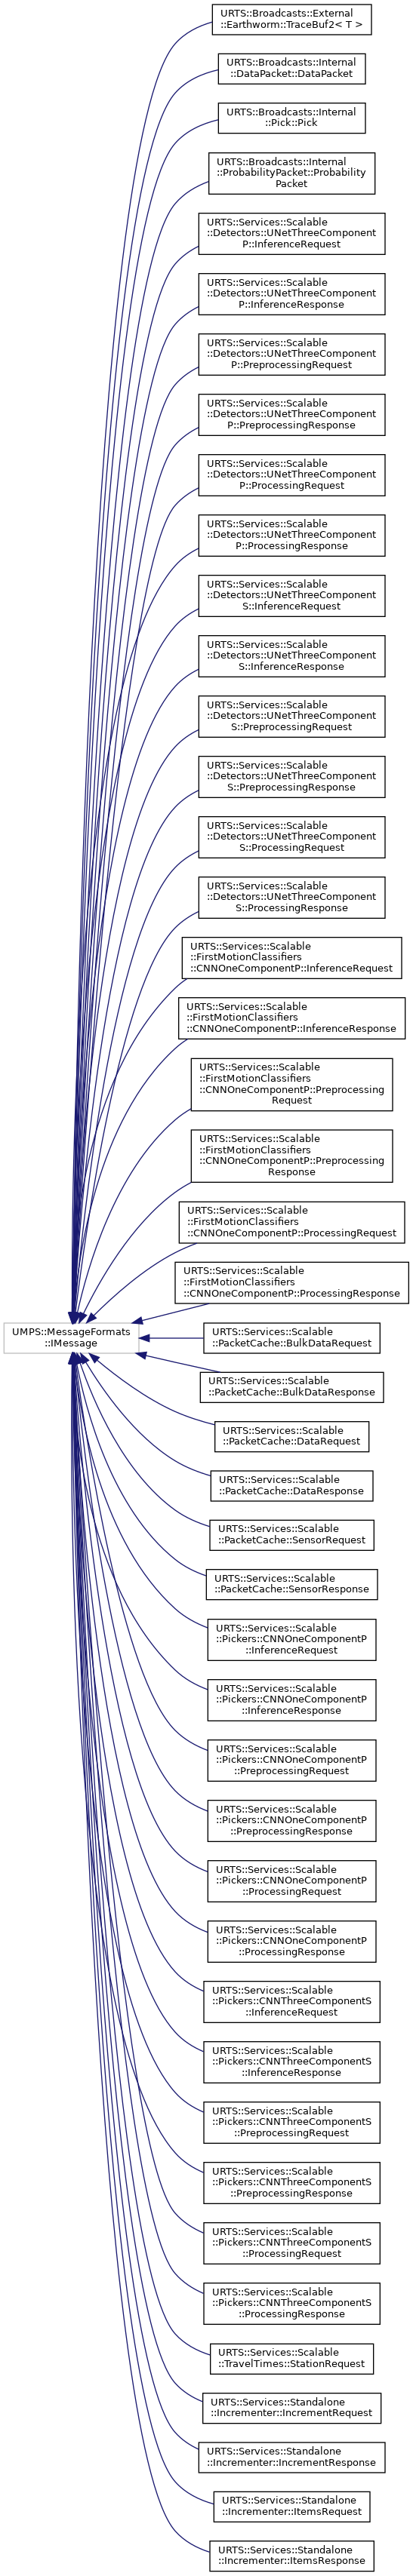 URTS::Broadcasts::External
::Earthworm::TraceBuf2< T >
URTS::Broadcasts::Internal
::DataPacket::DataPacket
URTS::Broadcasts::Internal
::Pick::Pick
URTS::Broadcasts::Internal
::ProbabilityPacket::Probability
Packet
URTS::Services::Scalable
::Detectors::UNetThreeComponent
P::InferenceRequest
URTS::Services::Scalable
::Detectors::UNetThreeComponent
P::InferenceResponse
URTS::Services::Scalable
::Detectors::UNetThreeComponent
P::PreprocessingRequest
URTS::Services::Scalable
::Detectors::UNetThreeComponent
P::PreprocessingResponse
URTS::Services::Scalable
::Detectors::UNetThreeComponent
P::ProcessingRequest
URTS::Services::Scalable
::Detectors::UNetThreeComponent
P::ProcessingResponse
URTS::Services::Scalable
::Detectors::UNetThreeComponent
S::InferenceRequest
URTS::Services::Scalable
::Detectors::UNetThreeComponent
S::InferenceResponse
URTS::Services::Scalable
::Detectors::UNetThreeComponent
S::PreprocessingRequest
URTS::Services::Scalable
::Detectors::UNetThreeComponent
S::PreprocessingResponse
URTS::Services::Scalable
::Detectors::UNetThreeComponent
S::ProcessingRequest
URTS::Services::Scalable
::Detectors::UNetThreeComponent
S::ProcessingResponse
URTS::Services::Scalable
::FirstMotionClassifiers
::CNNOneComponentP::InferenceRequest
URTS::Services::Scalable
::FirstMotionClassifiers
::CNNOneComponentP::InferenceResponse
URTS::Services::Scalable
::FirstMotionClassifiers
::CNNOneComponentP::Preprocessing
Request
URTS::Services::Scalable
::FirstMotionClassifiers
::CNNOneComponentP::Preprocessing
Response
URTS::Services::Scalable
::FirstMotionClassifiers
::CNNOneComponentP::ProcessingRequest
URTS::Services::Scalable
::FirstMotionClassifiers
::CNNOneComponentP::ProcessingResponse
UMPS::MessageFormats
::IMessage
URTS::Services::Scalable
::PacketCache::BulkDataRequest
URTS::Services::Scalable
::PacketCache::BulkDataResponse
URTS::Services::Scalable
::PacketCache::DataRequest
URTS::Services::Scalable
::PacketCache::DataResponse
URTS::Services::Scalable
::PacketCache::SensorRequest
URTS::Services::Scalable
::PacketCache::SensorResponse
URTS::Services::Scalable
::Pickers::CNNOneComponentP
::InferenceRequest
URTS::Services::Scalable
::Pickers::CNNOneComponentP
::InferenceResponse
URTS::Services::Scalable
::Pickers::CNNOneComponentP
::PreprocessingRequest
URTS::Services::Scalable
::Pickers::CNNOneComponentP
::PreprocessingResponse
URTS::Services::Scalable
::Pickers::CNNOneComponentP
::ProcessingRequest
URTS::Services::Scalable
::Pickers::CNNOneComponentP
::ProcessingResponse
URTS::Services::Scalable
::Pickers::CNNThreeComponentS
::InferenceRequest
URTS::Services::Scalable
::Pickers::CNNThreeComponentS
::InferenceResponse
URTS::Services::Scalable
::Pickers::CNNThreeComponentS
::PreprocessingRequest
URTS::Services::Scalable
::Pickers::CNNThreeComponentS
::PreprocessingResponse
URTS::Services::Scalable
::Pickers::CNNThreeComponentS
::ProcessingRequest
URTS::Services::Scalable
::Pickers::CNNThreeComponentS
::ProcessingResponse
URTS::Services::Scalable
::TravelTimes::StationRequest
URTS::Services::Standalone
::Incrementer::IncrementRequest
URTS::Services::Standalone
::Incrementer::IncrementResponse
URTS::Services::Standalone
::Incrementer::ItemsRequest
URTS::Services::Standalone
::Incrementer::ItemsResponse